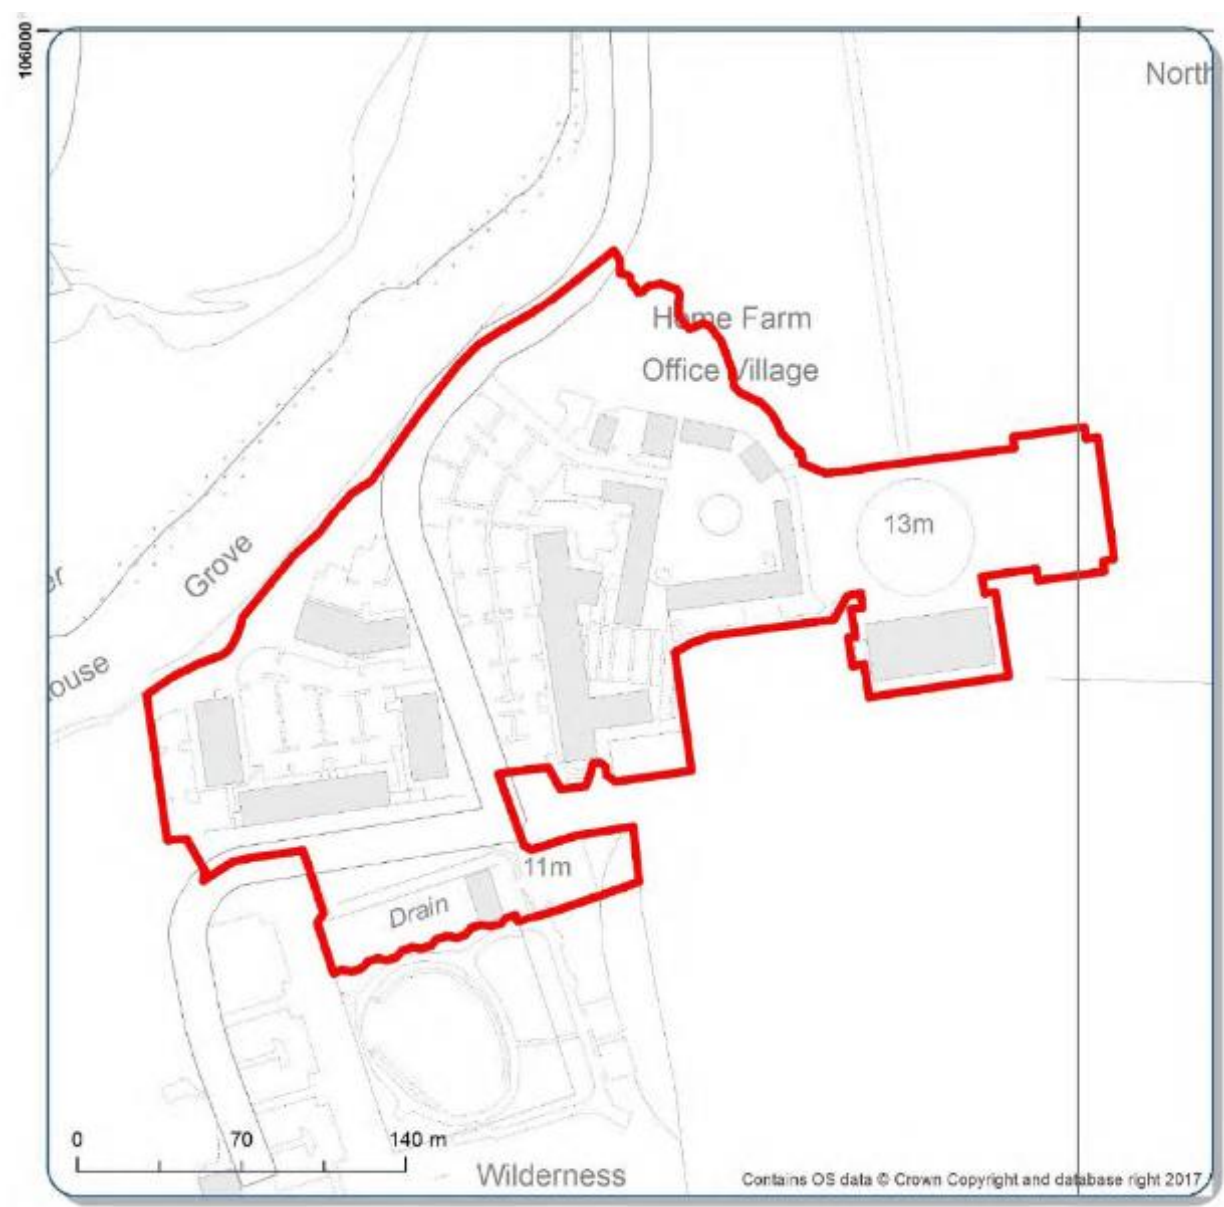 106000
North
Home Farm
Office Village
13m
Grove
er
ouse
11m
Drain
0 70 140 m
Wilderness
Contains OS data © Crown Copyright and database right 2017